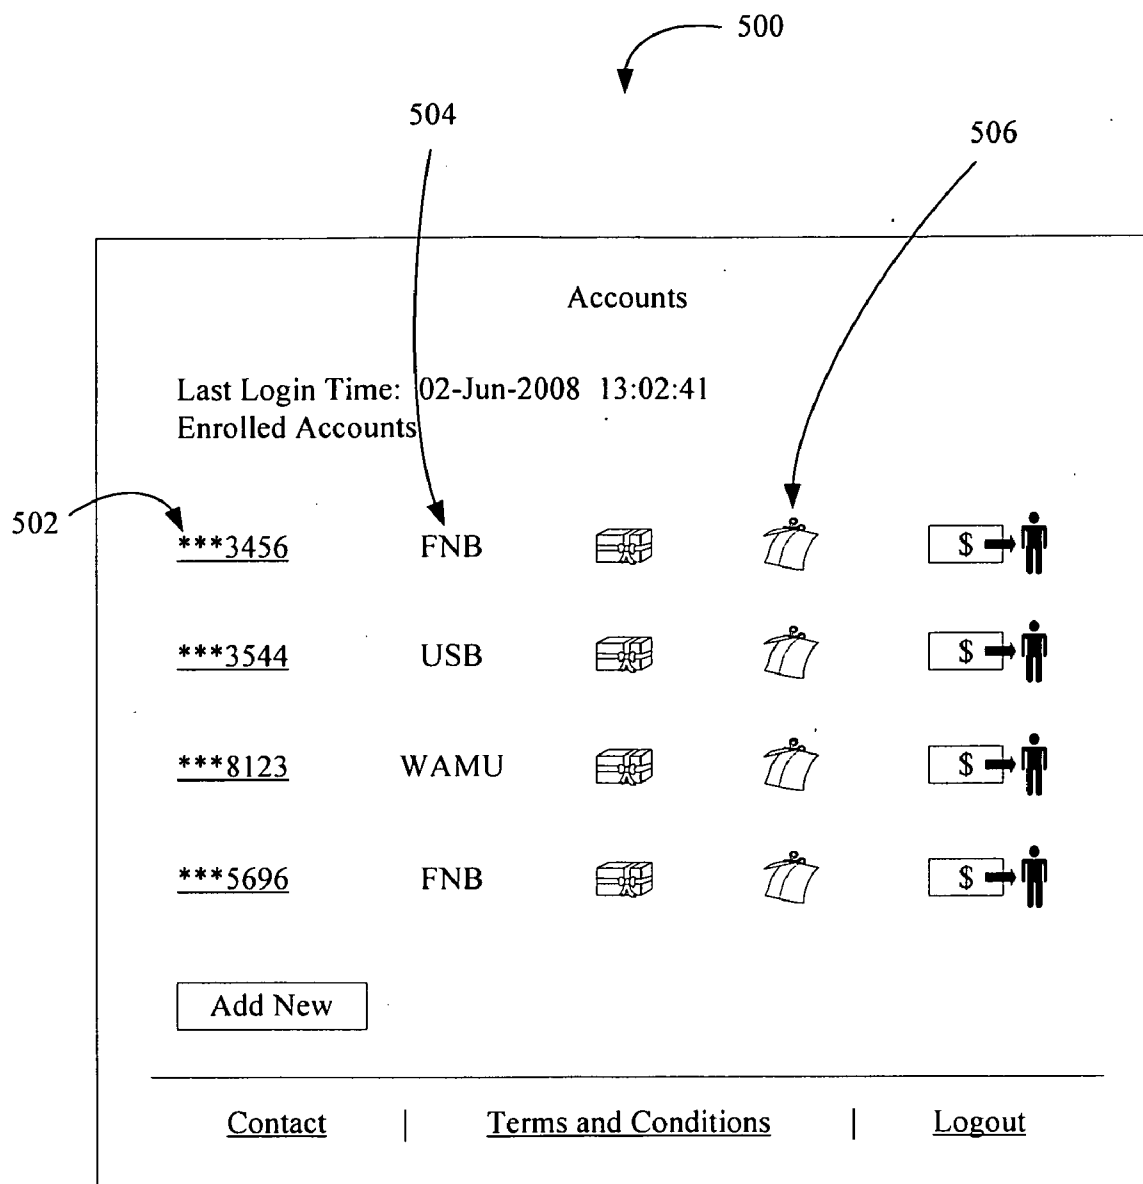 500
504
506
Accounts
Last Login Time: 02-Jun-2008 13:02:41
Enrolled Accounts
502
***3456 FNB $
***3544 USB $
***8123 WAMU $
***5696 FNB $
Add New
Contact | Terms and Conditions | Logout